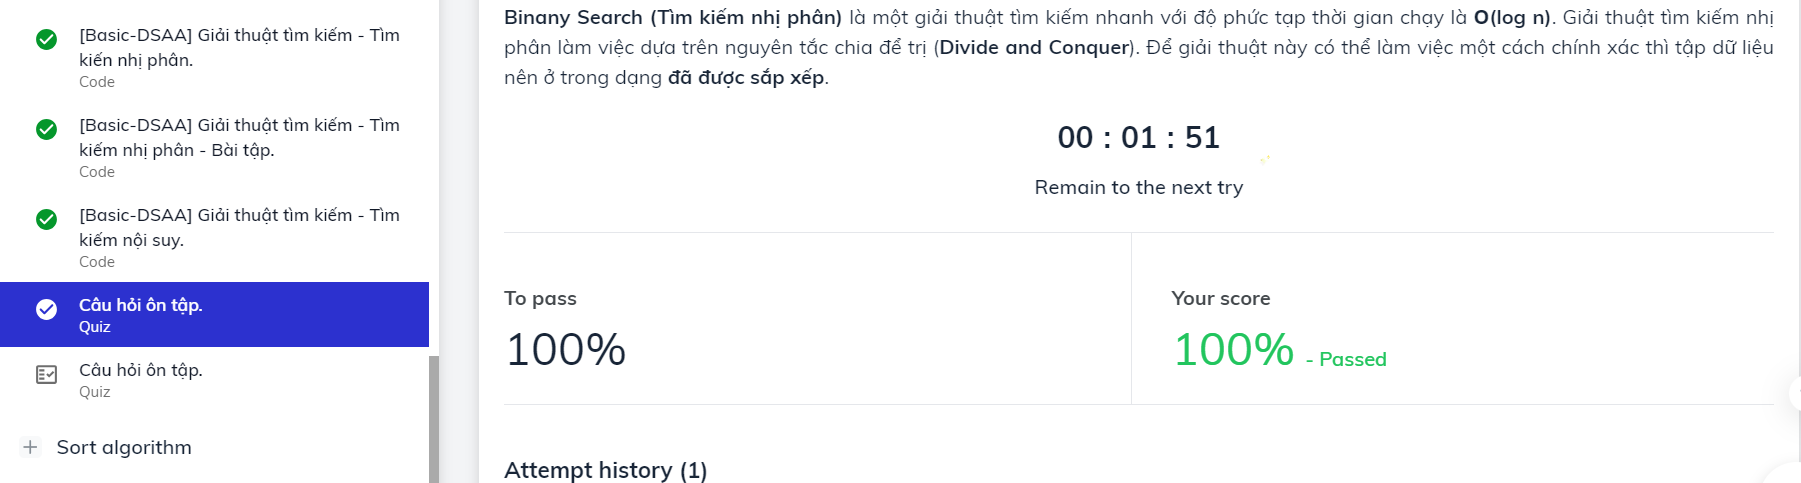 [Basic-DSAA] Giải thuật tìm kiếm - Tìm
kiến nhị phân.
Code
[Basic-DSAA] Giải thuật tìm kiếm - Tìm
kiếm nhị phân - Bài tập.
Code
[Basic-DSAA] Giải thuật tìm kiếm - Tìm
kiếm nội suy.
Code
Câu hỏi ôn tập.
Quiz
Câu hỏi ôn tập.
Quiz
Sort algorithm
Binany Search (Tìm kiếm nhị phân) là một giải thuật tìm kiếm nhanh với độ phức tạp thời gian chạy là O(log n). Giải thuật tìm kiếm nhị
phân làm việc dựa trên nguyên tắc chia để trị (Divide and Conquer). Để giải thuật này có thể làm việc một cách chính xác thì tập dữ liệu
nên ở trong dạng đã được sắp xếp.
00 : 01 : 51
Remain to the next try
To pass
100%
Your score
100% - Passed
Attempt history (1)